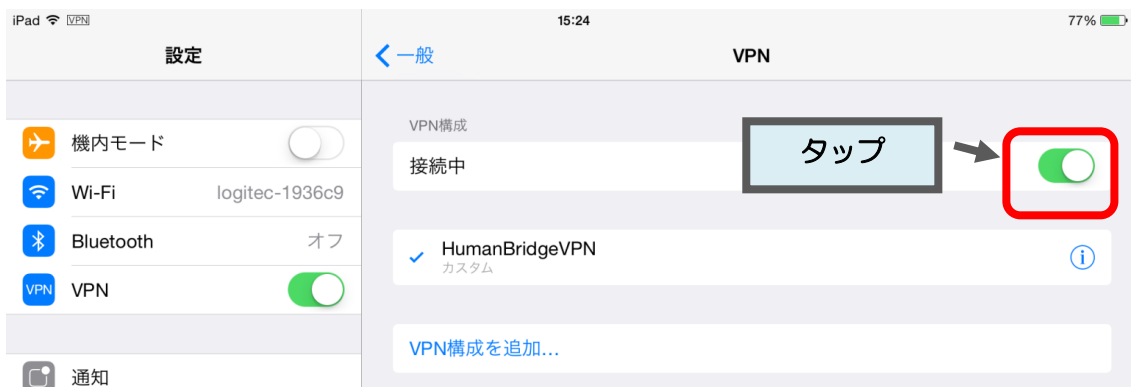 iPad VPN 15:24 77%
設定
機内モード
Wi-Fi logitec-1936c9
Bluetooth オフ
VPN VPN
通知
一般 VPN
VPN構成
接続中
タップ
HumanBridgeVPN
カスタム
VPN構成を追加...